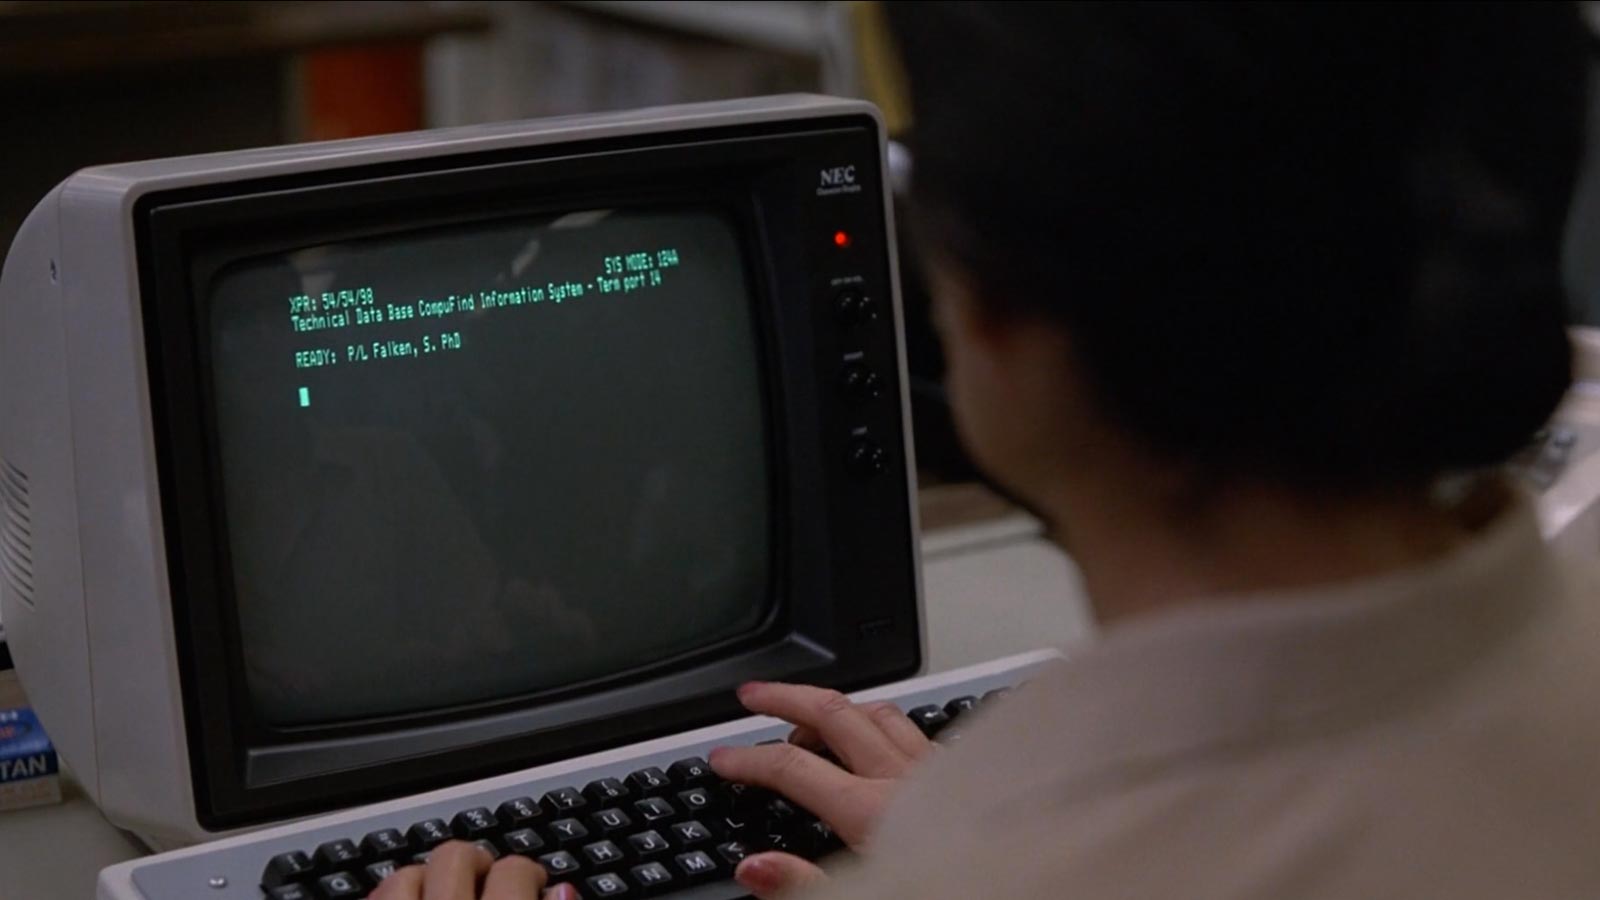 NEC
SYS MODE: 124A
XPR: 54/54/98
Technical Data Base CompuFind Information System - Term port 14
READY: P/L Falken, S. PhD
TAN
T Y U I O
G H J K L
B N M
Q W